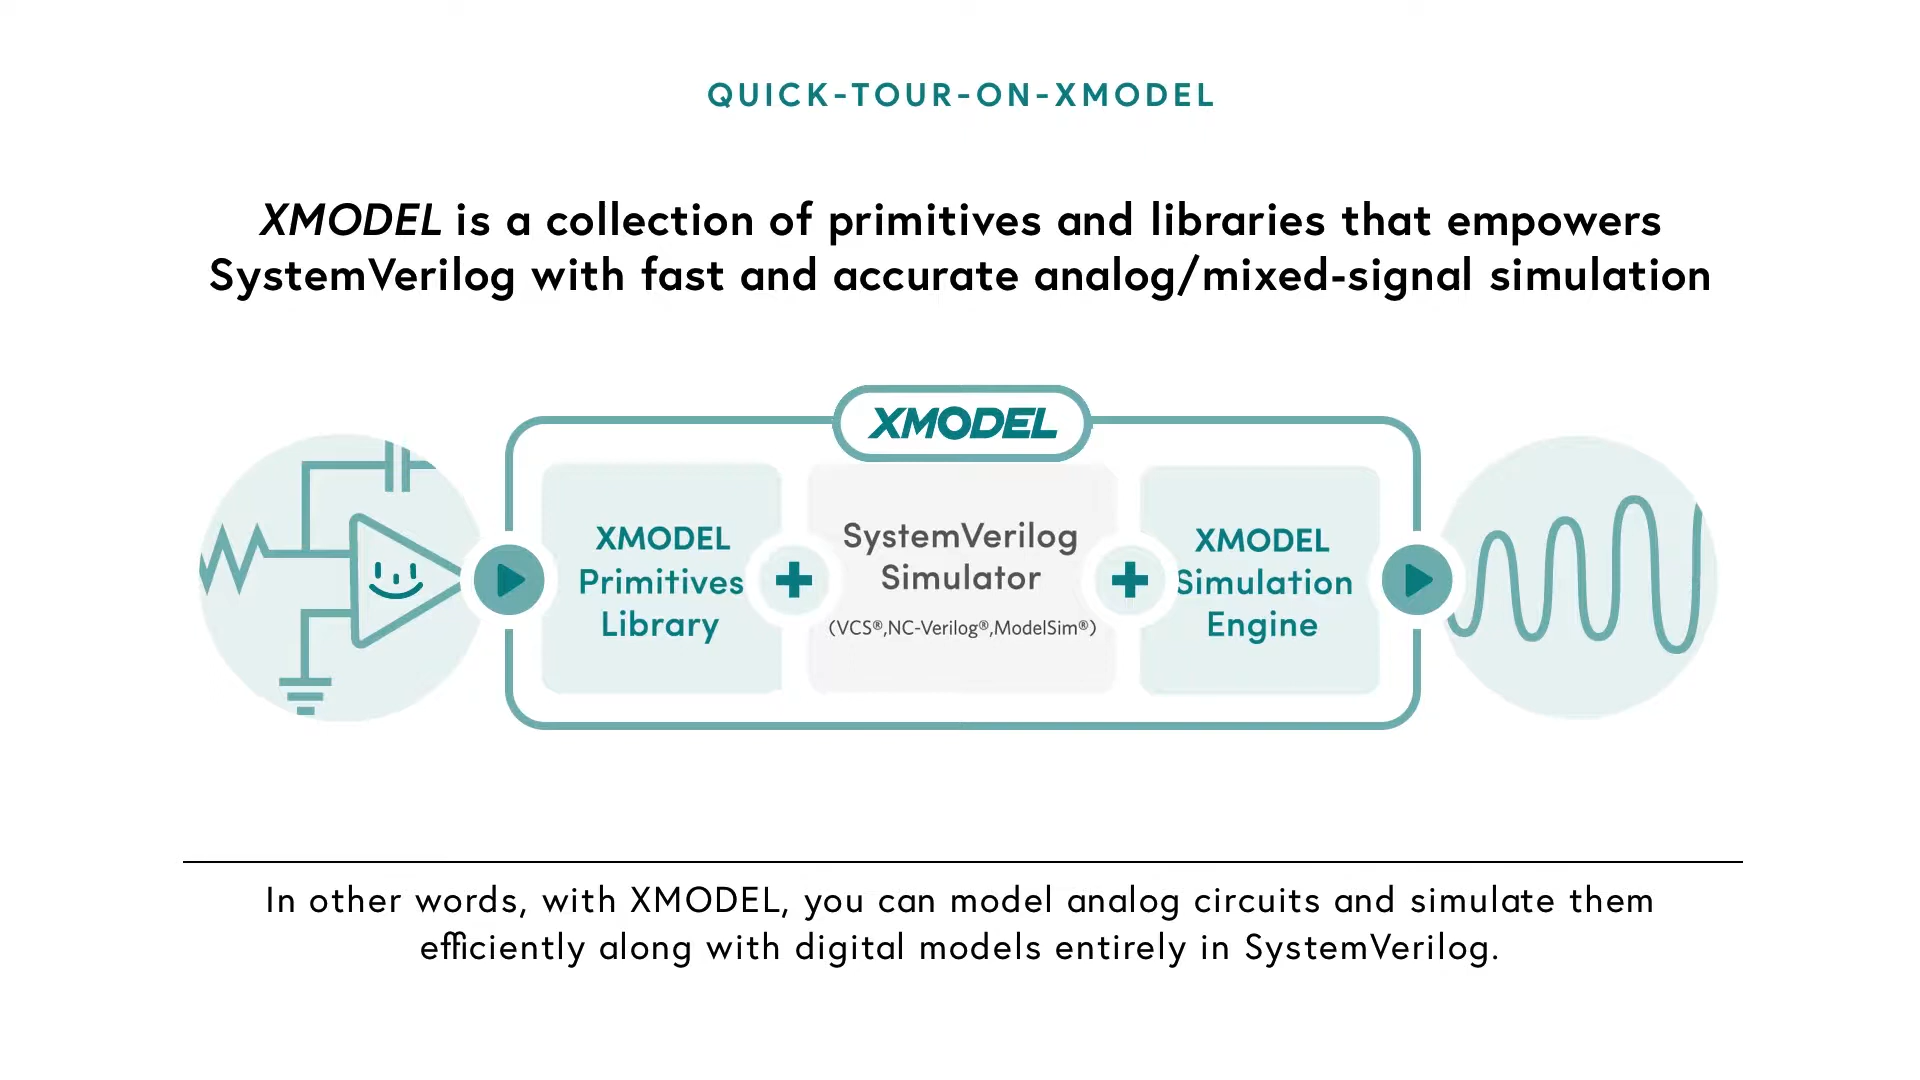 QUICK-TOUR-ON-XMODEL
XMODEL is a collection of primitives and libraries that empowers
SystemVerilog with fast and accurate analog/mixed-signal simulation
XMODEL
XMODEL
Primitives
Library
SystemVerilog
Simulator
(VCS®,NC-Verilog®,ModelSim®)
XMODEL
Simulation
Engine
In other words, with XMODEL, you can model analog circuits and simulate them
efficiently along with digital models entirely in SystemVerilog.